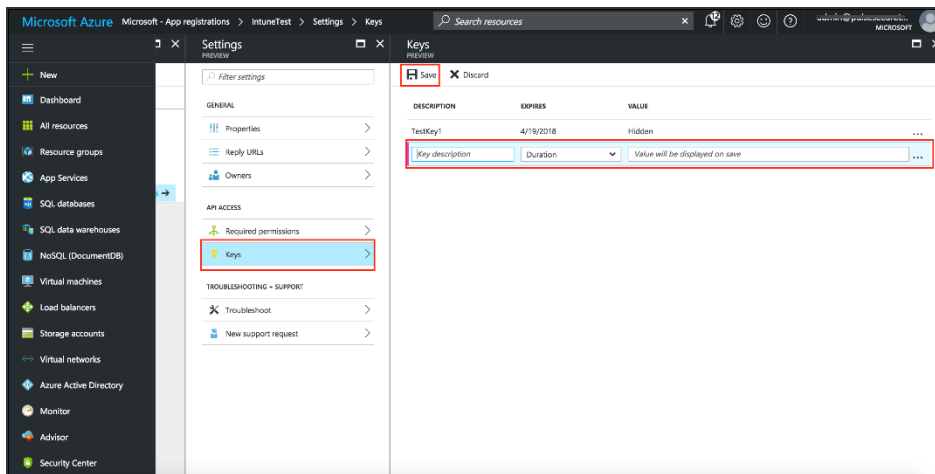 Microsoft Azure Microsoft - App registrations > IntuneTest > Settings > Keys
Search resources
MICROSOFT
Settings
PREVIEW
Keys
PREVIEW
New
Dashboard
All resources
Resource groups
App Services
SQL databases
SQL data warehouses
NoSQL (DocumentDB)
Virtual machines
Load balancers
Storage accounts
Virtual networks
Azure Active Directory
Monitor
Advisor
Security Center
Filter settings
GENERAL
Properties
Reply URLs
Owners
API ACCESS
Required permissions
Keys
TROUBLESHOOTING + SUPPORT
Troubleshoot
New support request
Save Discard
DESCRIPTION EXPIRES VALUE
TestKey1 4/19/2018 Hidden ...
Key description Duration Value will be displayed on save ...